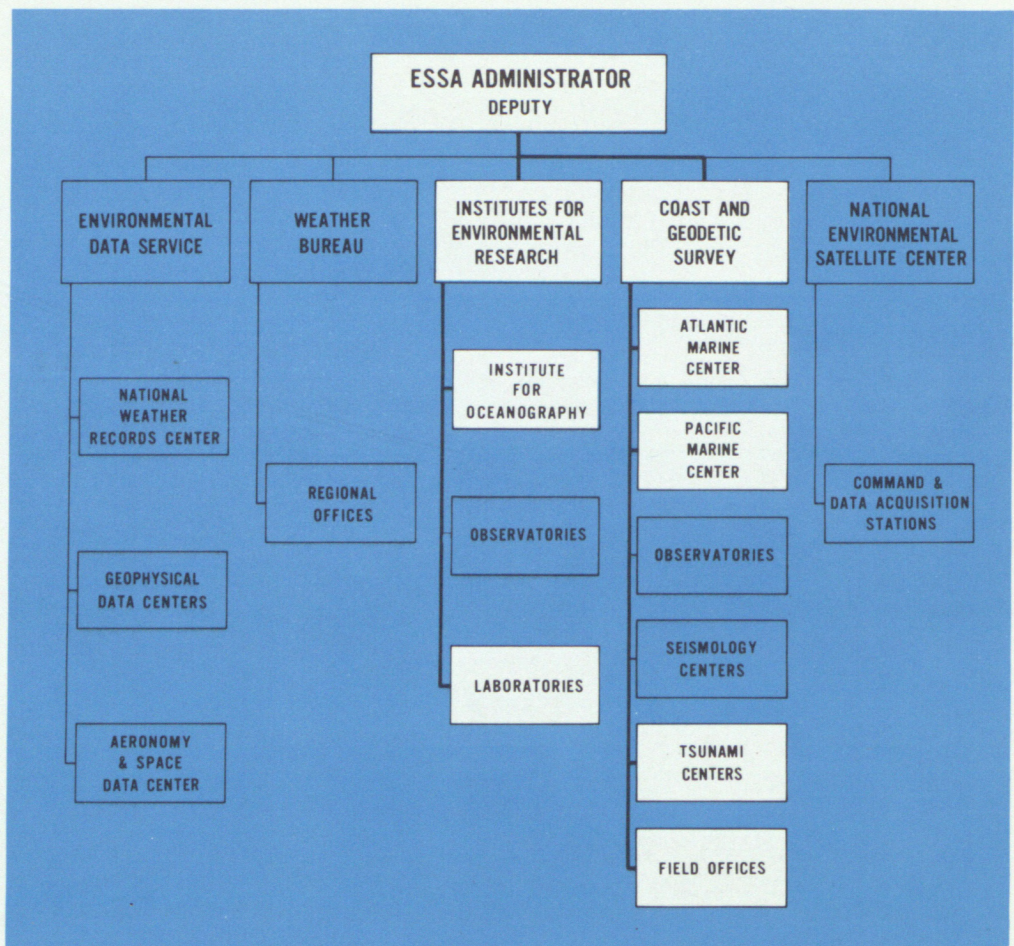 ESSA ADMINISTRATOR
DEPUTY
ENVIRONMENTAL
DATA SERVICE
WEATHER
BUREAU
INSTITUTES FOR
ENVIRONMENTAL
RESEARCH
COAST AND
GEODETIC
SURVEY
NATIONAL
ENVIRONMENTAL
SATELLITE CENTER
NATIONAL
WEATHER
RECORDS CENTER
GEOPHYSICAL
DATA CENTERS
AERONOMY
& SPACE
DATA CENTER
REGIONAL
OFFICES
INSTITUTE
FOR
OCEANOGRAPHY
OBSERVATORIES
LABORATORIES
ATLANTIC
MARINE
CENTER
PACIFIC
MARINE
CENTER
OBSERVATORIES
SEISMOLOGY
CENTERS
TSUNAMI
CENTERS
FIELD OFFICES
COMMAND &
DATA ACQUISITION
STATIONS